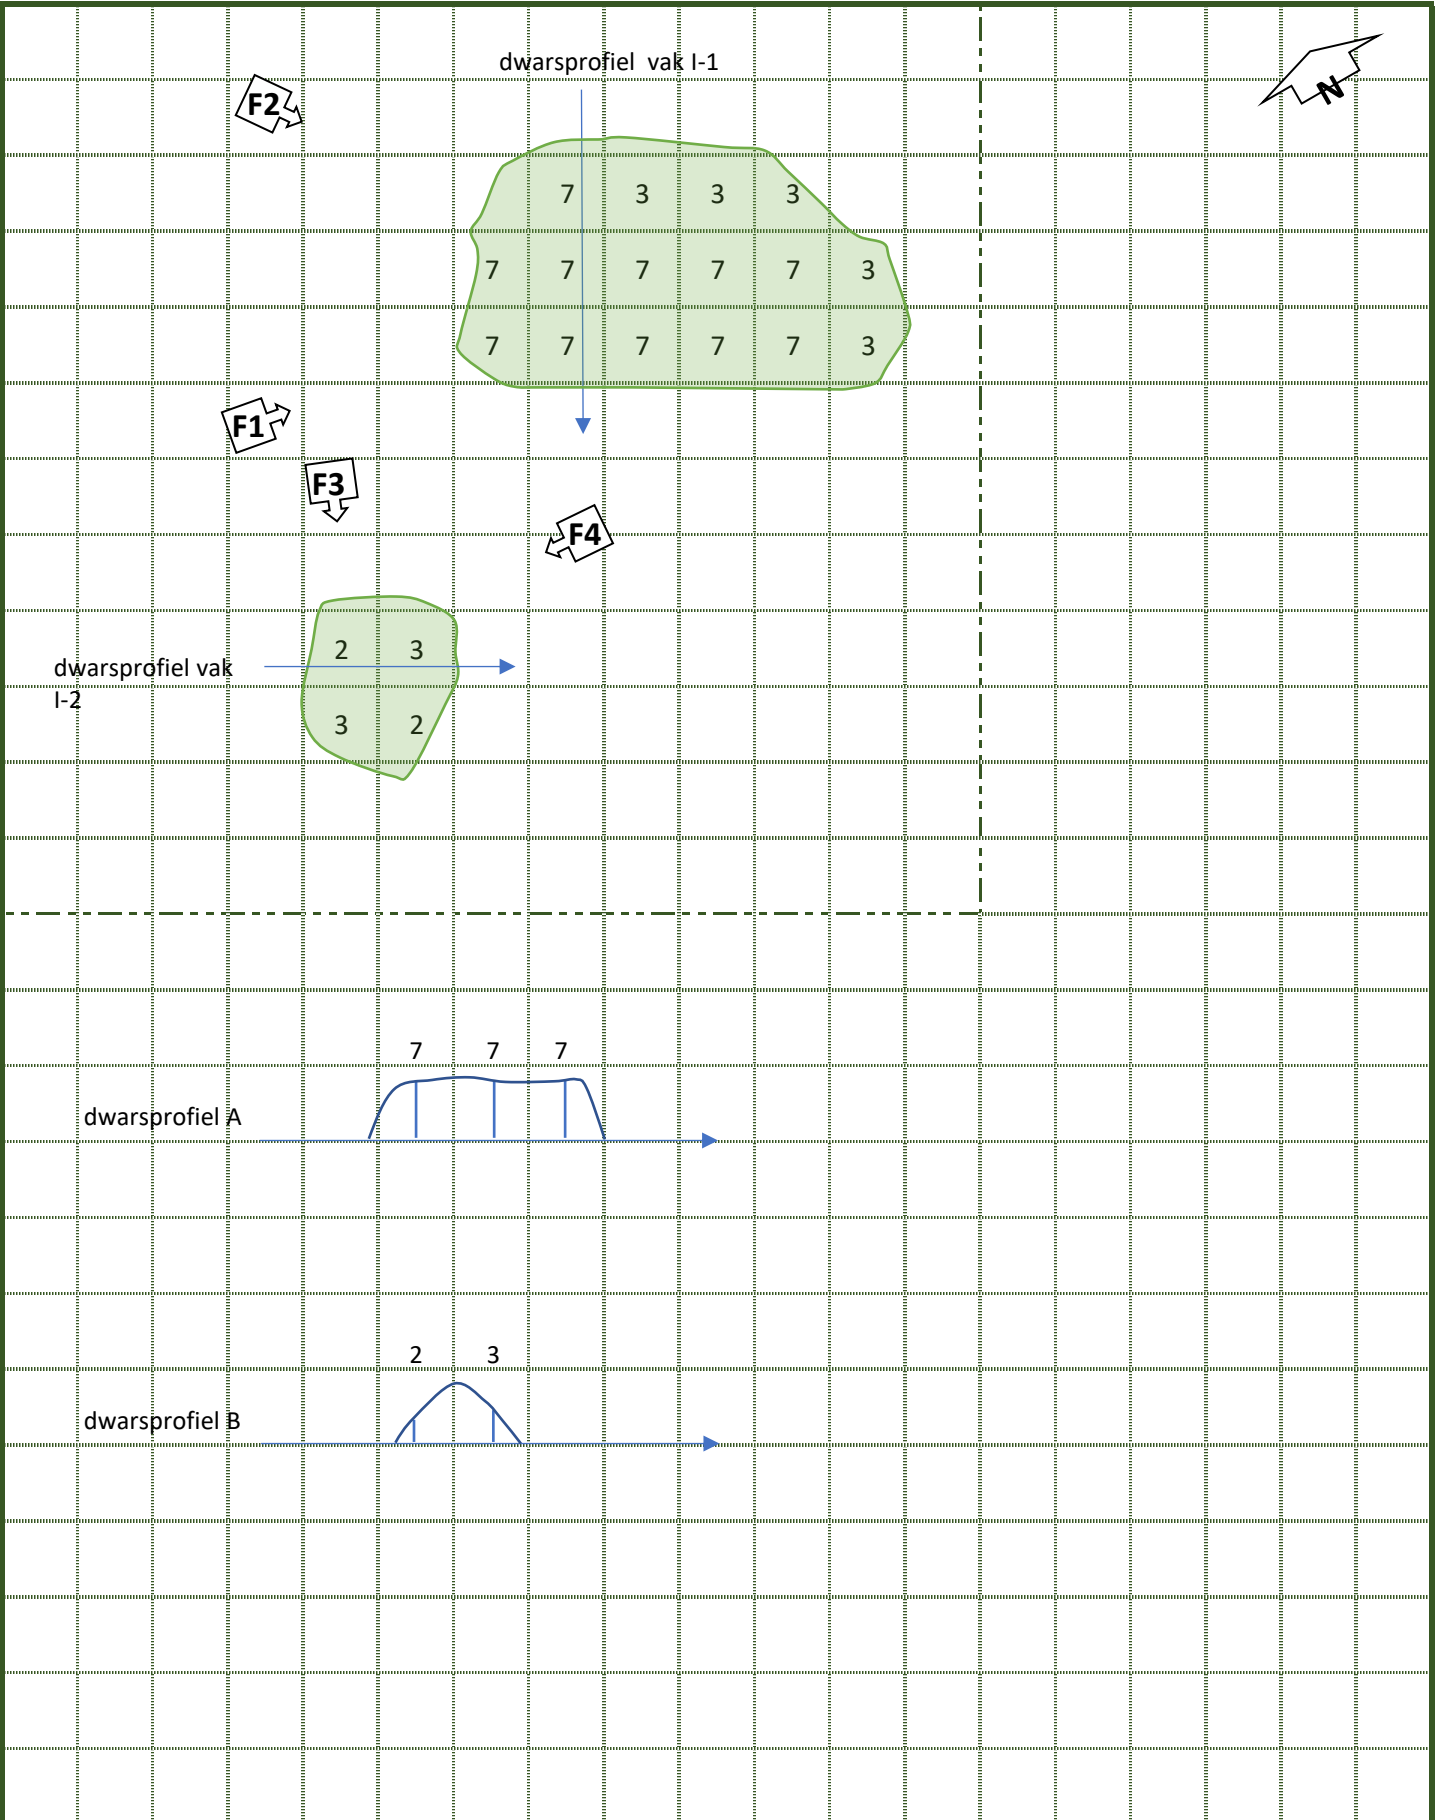 dwarsprofiel vak I-1
N
F2
7 3 3 3
7 7 7 7 7 3
7 7 7 7 7 3
F1
F3
F4
2 3
dwarsprofiel vak
I-2
3 2
7 7 7
dwarsprofiel A
2 3
dwarsprofiel B